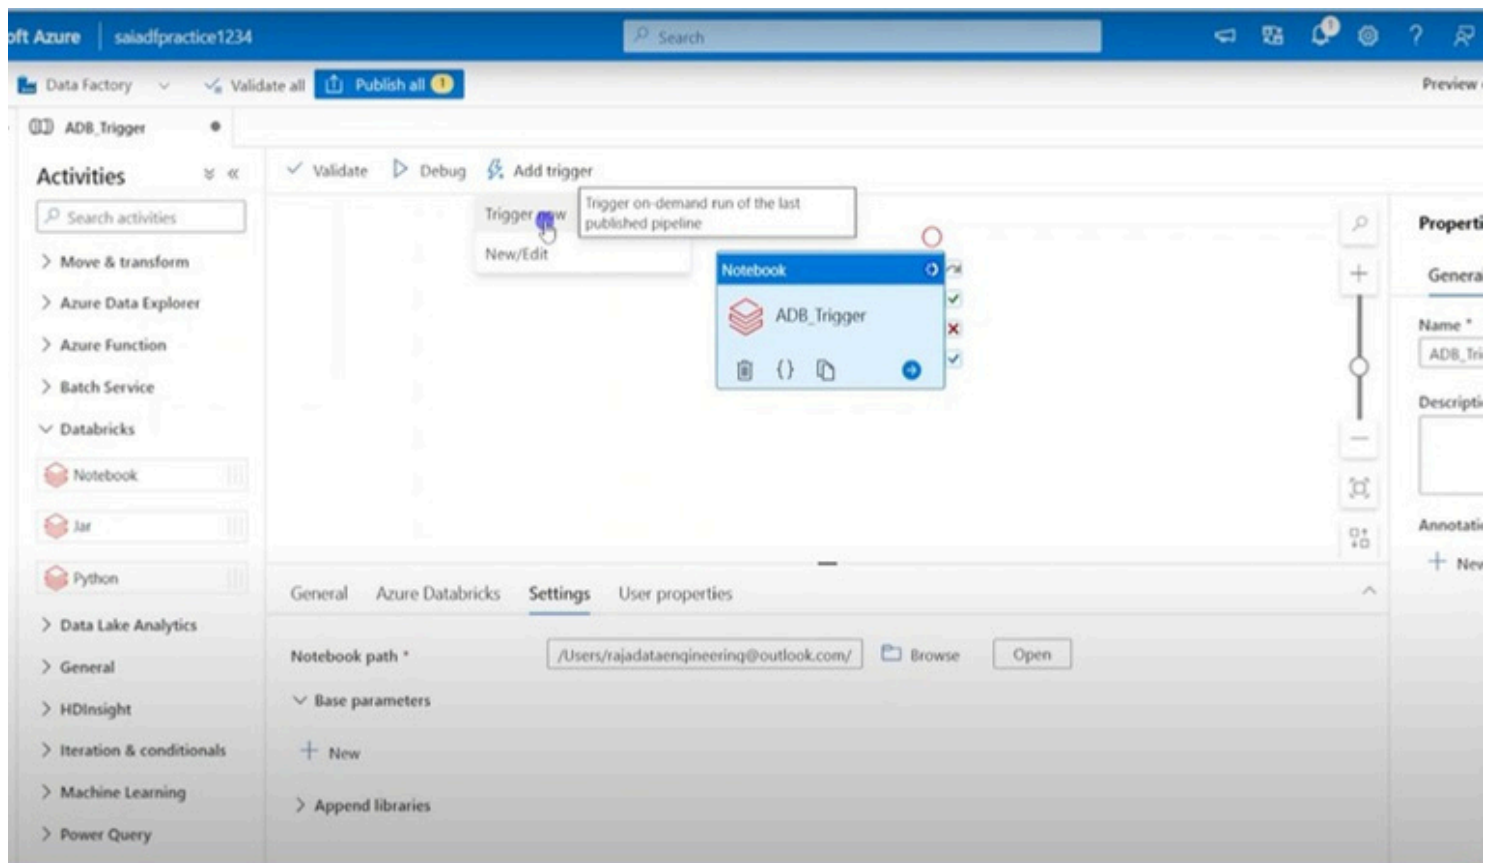 oft Azure
saiadfpractice1234
Search
1
?
Data Factory
Validate all
Publish all 1
Preview
ADB_Trigger
Activities
Validate
Debug
Add trigger
Search activities
Trigger now
Trigger on-demand run of the last
published pipeline
New/Edit
Properti
Move & transform
Notebook
Genera
Azure Data Explorer
ADB_Trigger
Name *
Azure Function
ADB_Tri
{}
Batch Service
Descripti
Databricks
Notebook
Jar
Annotati
New
Python
General
Azure Databricks
Settings
User properties
Data Lake Analytics
Notebook path *
/Users/rajadataengineering@outlook.com/
Browse
Open
General
Base parameters
HDInsight
Iteration & conditionals
New
Machine Learning
Append libraries
Power Query